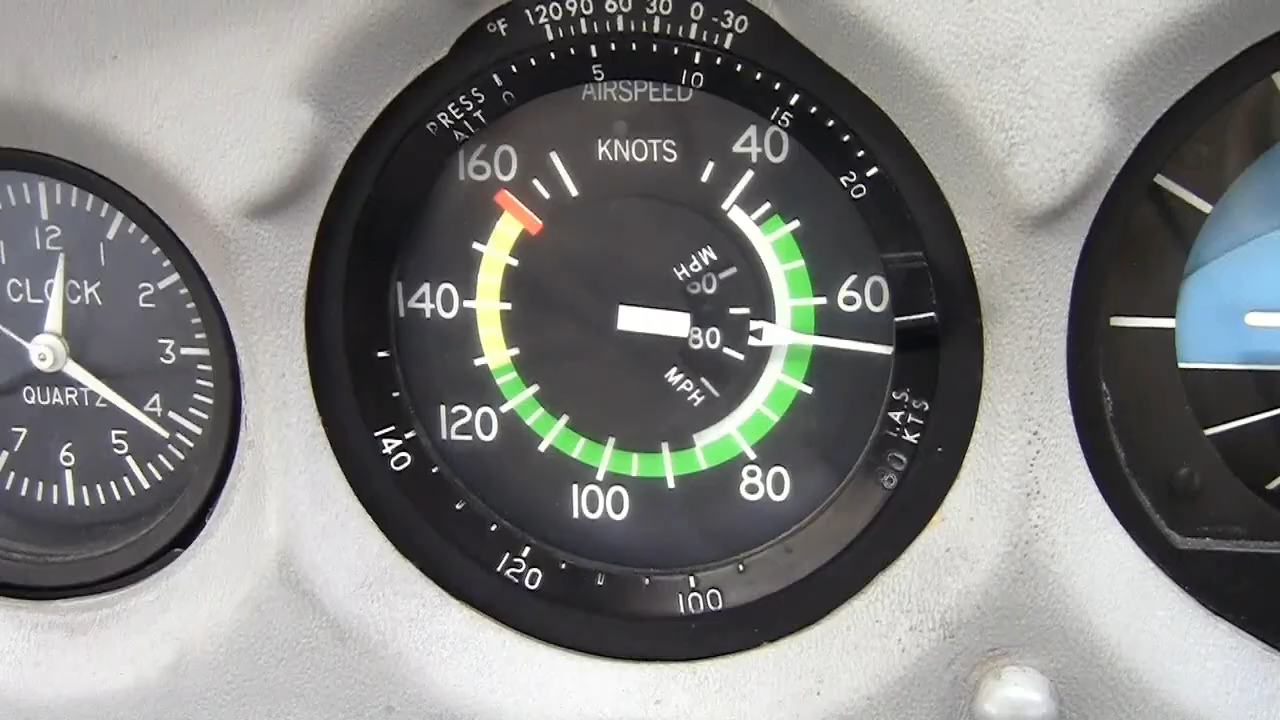 °F 120 90 60 30 0 -30
PRESS ALT 0 5 10 15 20
AIRSPEED
KNOTS
160 40
140 60
120 80
100
MPH
60
80
MPH
I.A.S.
KTS
140
120
100
12 1
CLOCK 2
3
QUARTZ 4
7 6 5